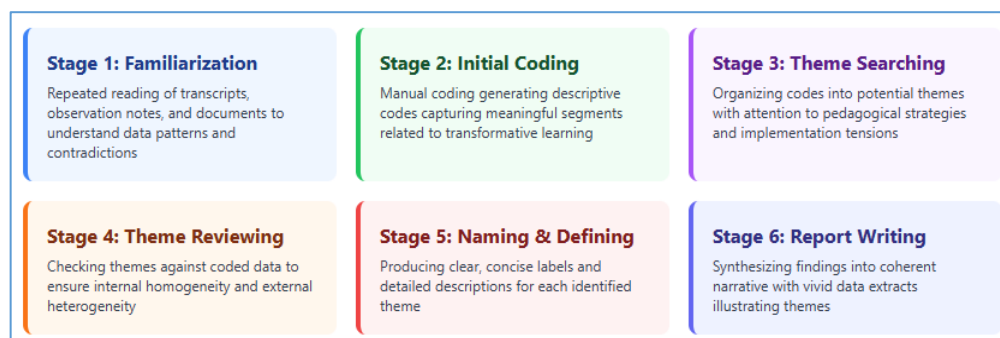 Stage 1: Familiarization
Repeated reading of transcripts,
observation notes, and documents to
understand data patterns and
contradictions
Stage 2: Initial Coding
Manual coding generating descriptive
codes capturing meaningful segments
related to transformative learning
Stage 3: Theme Searching
Organizing codes into potential themes
with attention to pedagogical strategies
and implementation tensions
Stage 4: Theme Reviewing
Checking themes against coded data to
ensure internal homogeneity and external
heterogeneity
Stage 5: Naming & Defining
Producing clear, concise labels and
detailed descriptions for each identified
theme
Stage 6: Report Writing
Synthesizing findings into coherent
narrative with vivid data extracts
illustrating themes